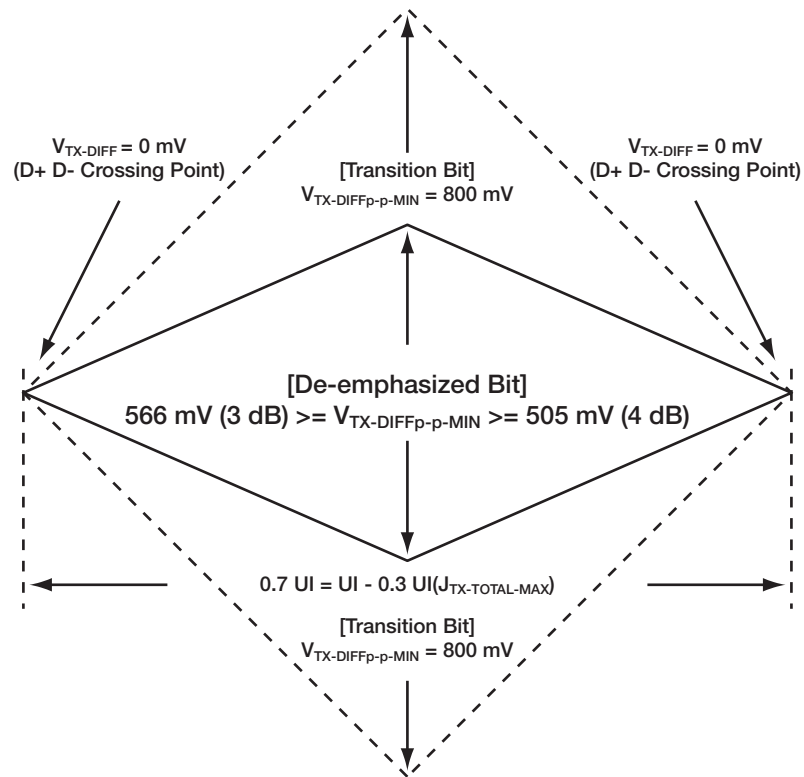 V_TX-DIFF = 0 mV
(D+ D- Crossing Point)
V_TX-DIFF = 0 mV
(D+ D- Crossing Point)
[Transition Bit]
V_TX-DIFFp-p-MIN = 800 mV
[De-emphasized Bit]
566 mV (3 dB) >= V_TX-DIFFp-p-MIN >= 505 mV (4 dB)
0.7 UI = UI - 0.3 UI(J_TX-TOTAL-MAX)
[Transition Bit]
V_TX-DIFFp-p-MIN = 800 mV